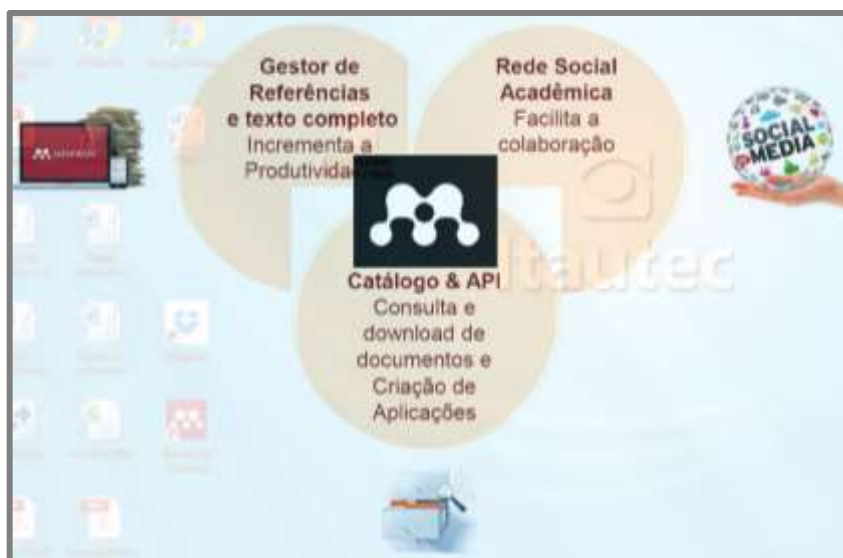 Gestor de
Referências
e texto completo
Incrementa a
Rede Social
Acadêmica
Facilita a
colaboração
SOCIAL
MEDIA
Itautec
Catálogo & API
Consulta e
download de
documentos e
Criação de
Aplicações